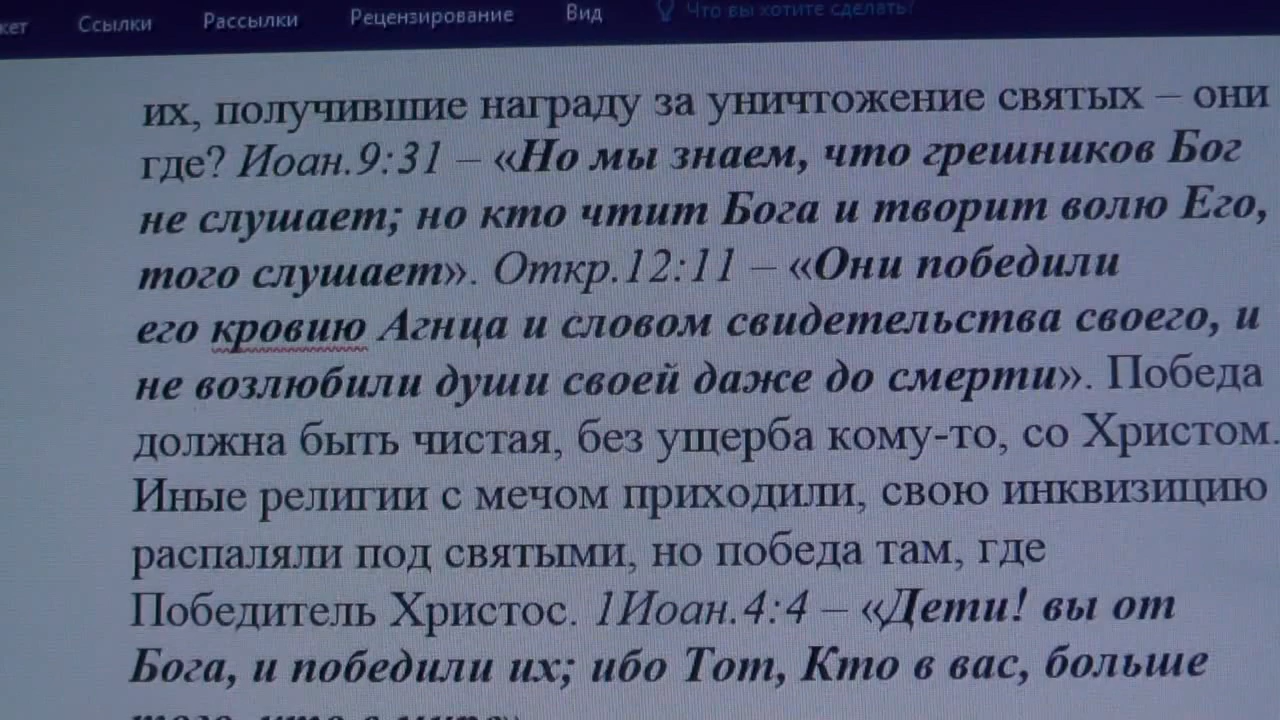 Ссылки Рассылки Рецензирование Вид Что вы хотите сделать?
их, получившие награду за уничтожение святых – они
где? Иоан.9:31 – «Но мы знаем, что грешников Бог
не слушает; но кто чтит Бога и творит волю Его,
того слушает». Откр.12:11 – «Они победили
его кровию Агнца и словом свидетельства своего, и
не возлюбили души своей даже до смерти». Победа
должна быть чистая, без ущерба кому-то, со Христом.
Иные религии с мечом приходили, свою инквизицию
распаляли под святыми, но победа там, где
Победитель Христос. 1Иоан.4:4 – «Дети! вы от
Бога, и победили их; ибо Тот, Кто в вас, больше